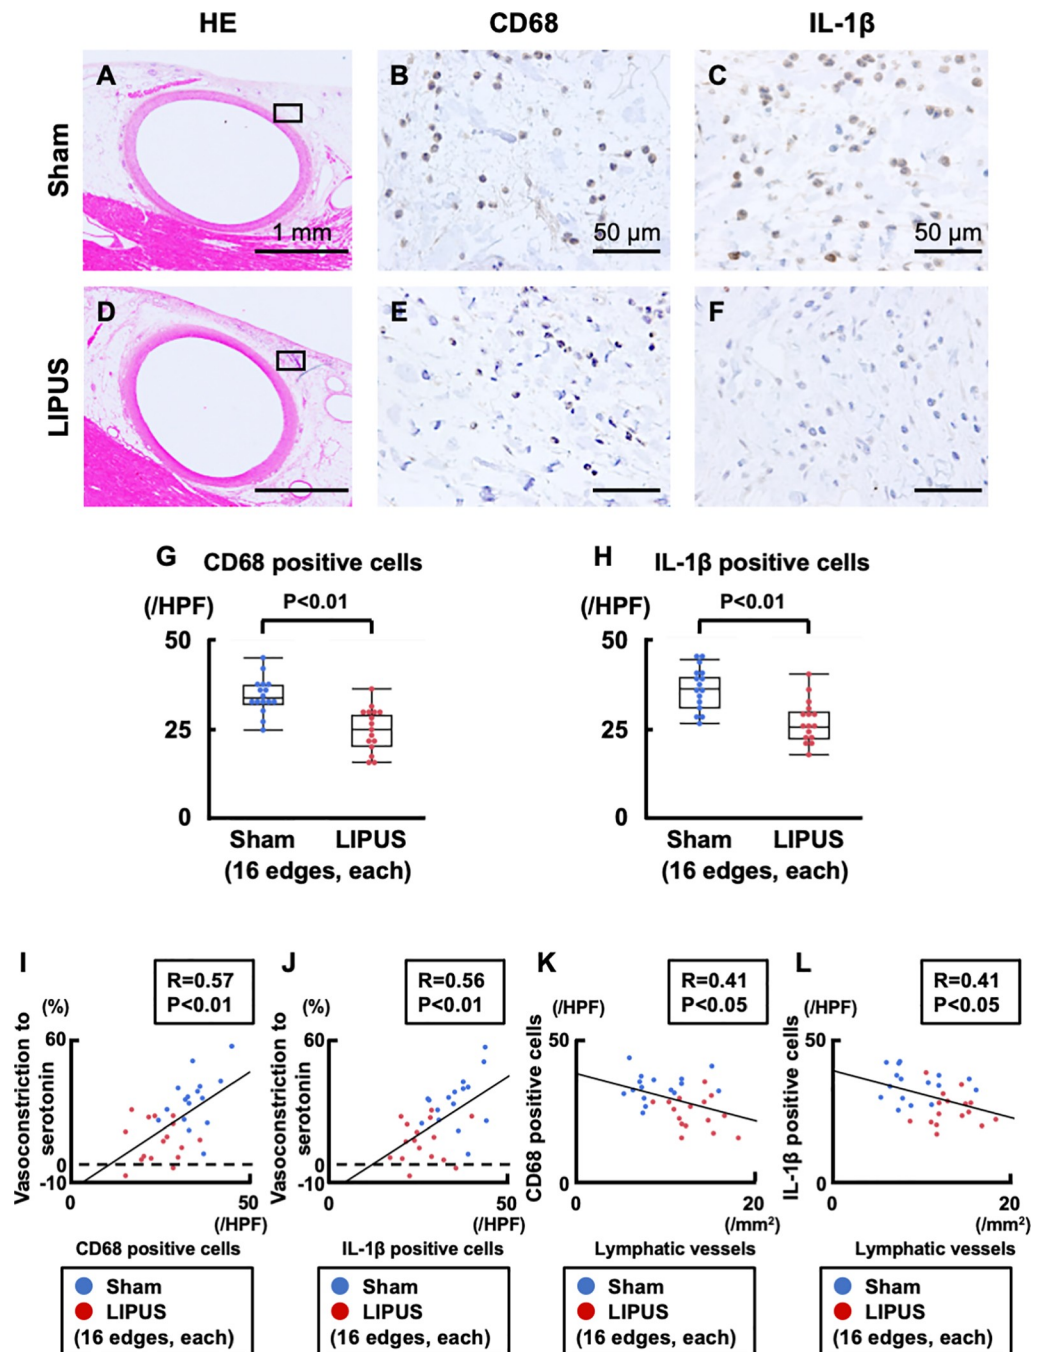 HE
CD68
IL-1β
Sham
A
1 mm
B
50 µm
C
50 µm
LIPUS
D
E
F
G
CD68 positive cells
(/HPF)
P<0.01
50
25
0
Sham
LIPUS
(16 edges, each)
H
IL-1β positive cells
(/HPF)
P<0.01
50
25
0
Sham
LIPUS
(16 edges, each)
I
R=0.57
P<0.01
(%)
Vasoconstriction to
serotonin
60
0
-10
0
50
(/HPF)
CD68 positive cells
Sham
LIPUS
(16 edges, each)
J
R=0.56
P<0.01
(%)
Vasoconstriction to
serotonin
60
0
-10
0
50
(/HPF)
IL-1β positive cells
Sham
LIPUS
(16 edges, each)
K
R=0.41
P<0.05
(/HPF)
CD68 positive cells
50
0
0
20
(/mm²)
Lymphatic vessels
Sham
LIPUS
(16 edges, each)
L
R=0.41
P<0.05
(/HPF)
IL-1β positive cells
50
0
0
20
(/mm²)
Lymphatic vessels
Sham
LIPUS
(16 edges, each)